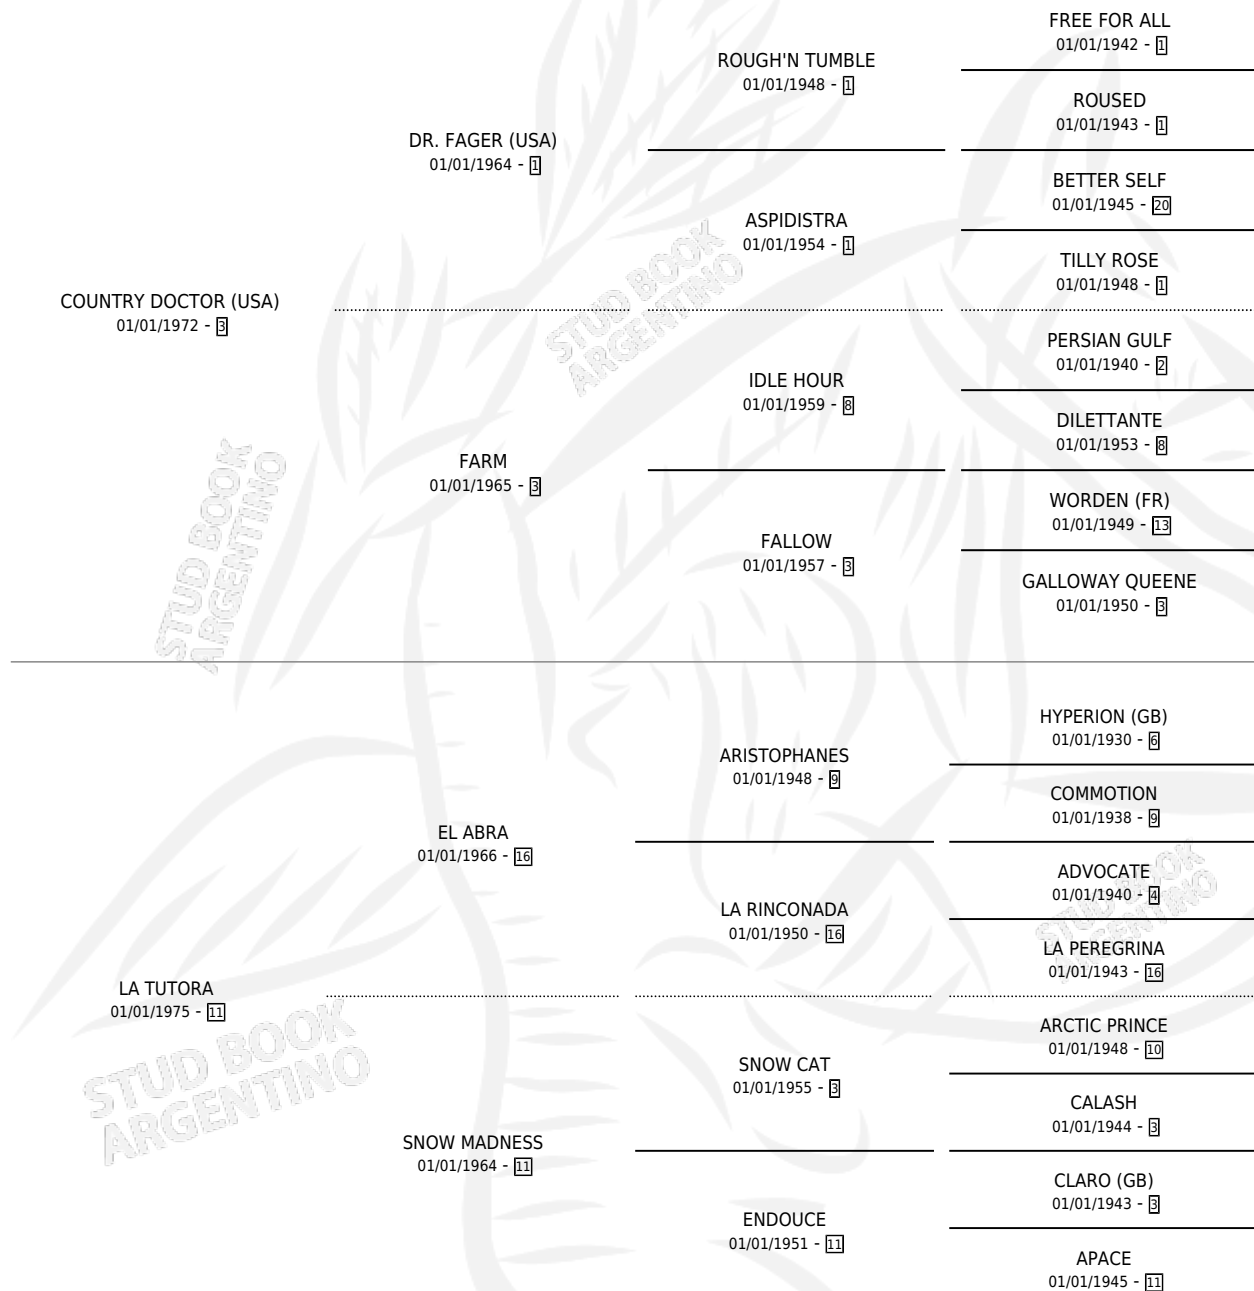 FREE FOR ALL
01/01/1942 - 1
ROUGH'N TUMBLE
01/01/1948 - 1
ROUSED
01/01/1943 - 1
DR. FAGER (USA)
01/01/1964 - 1
BETTER SELF
01/01/1945 - 20
ASPIDISTRA
01/01/1954 - 1
TILLY ROSE
01/01/1948 - 1
COUNTRY DOCTOR (USA)
01/01/1972 - 3
PERSIAN GULF
01/01/1940 - 2
IDLE HOUR
01/01/1959 - 8
DILETTANTE
01/01/1953 - 8
FARM
01/01/1965 - 3
WORDEN (FR)
01/01/1949 - 13
FALLOW
01/01/1957 - 3
GALLOWAY QUEENE
01/01/1950 - 3
HYPERION (GB)
01/01/1930 - 6
ARISTOPHANES
01/01/1948 - 9
COMMOTION
01/01/1938 - 9
EL ABRA
01/01/1966 - 16
ADVOCATE
01/01/1940 - 4
LA RINCONADA
01/01/1950 - 16
LA PEREGRINA
01/01/1943 - 16
LA TUTORA
01/01/1975 - 11
ARCTIC PRINCE
01/01/1948 - 10
SNOW CAT
01/01/1955 - 3
CALASH
01/01/1944 - 3
SNOW MADNESS
01/01/1964 - 11
CLARO (GB)
01/01/1943 - 3
ENDOUCE
01/01/1951 - 11
APACE
01/01/1945 - 11
STUD BOOK
ARGENTINO
STUD BOOK
ARGENTINO
STUD BOOK
ARGENTINO
STUD BOOK
ARGENTINO